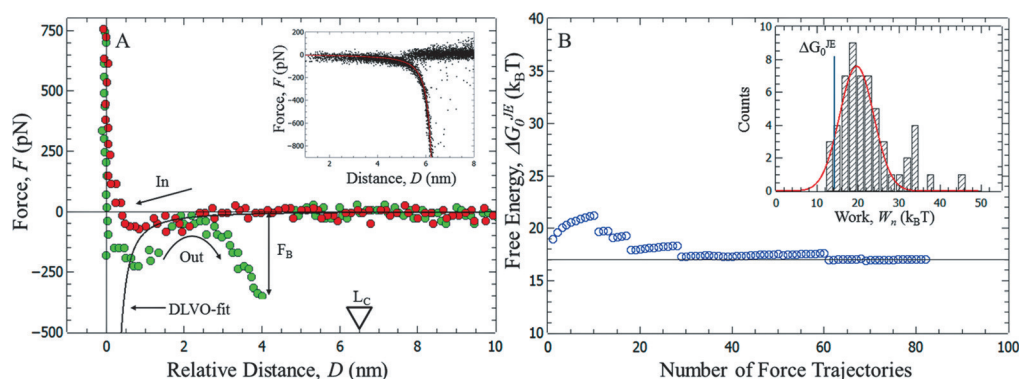 A
750
500
250
0
-250
-500
Force, F (pN)
0
2
4
6
8
10
Relative Distance, D (nm)
In
Out
DLVO-fit
F_B
L_C
200
0
-200
-400
-600
-800
Force, F (pN)
2
4
6
8
Distance, D (nm)
B
40
35
30
25
20
15
10
Free Energy, ΔG₀^JE (k_BT)
0
20
40
60
80
100
Number of Force Trajectories
ΔG₀^JE
10
8
6
4
2
0
Counts
0
10
20
30
40
50
Work, W_n (k_BT)